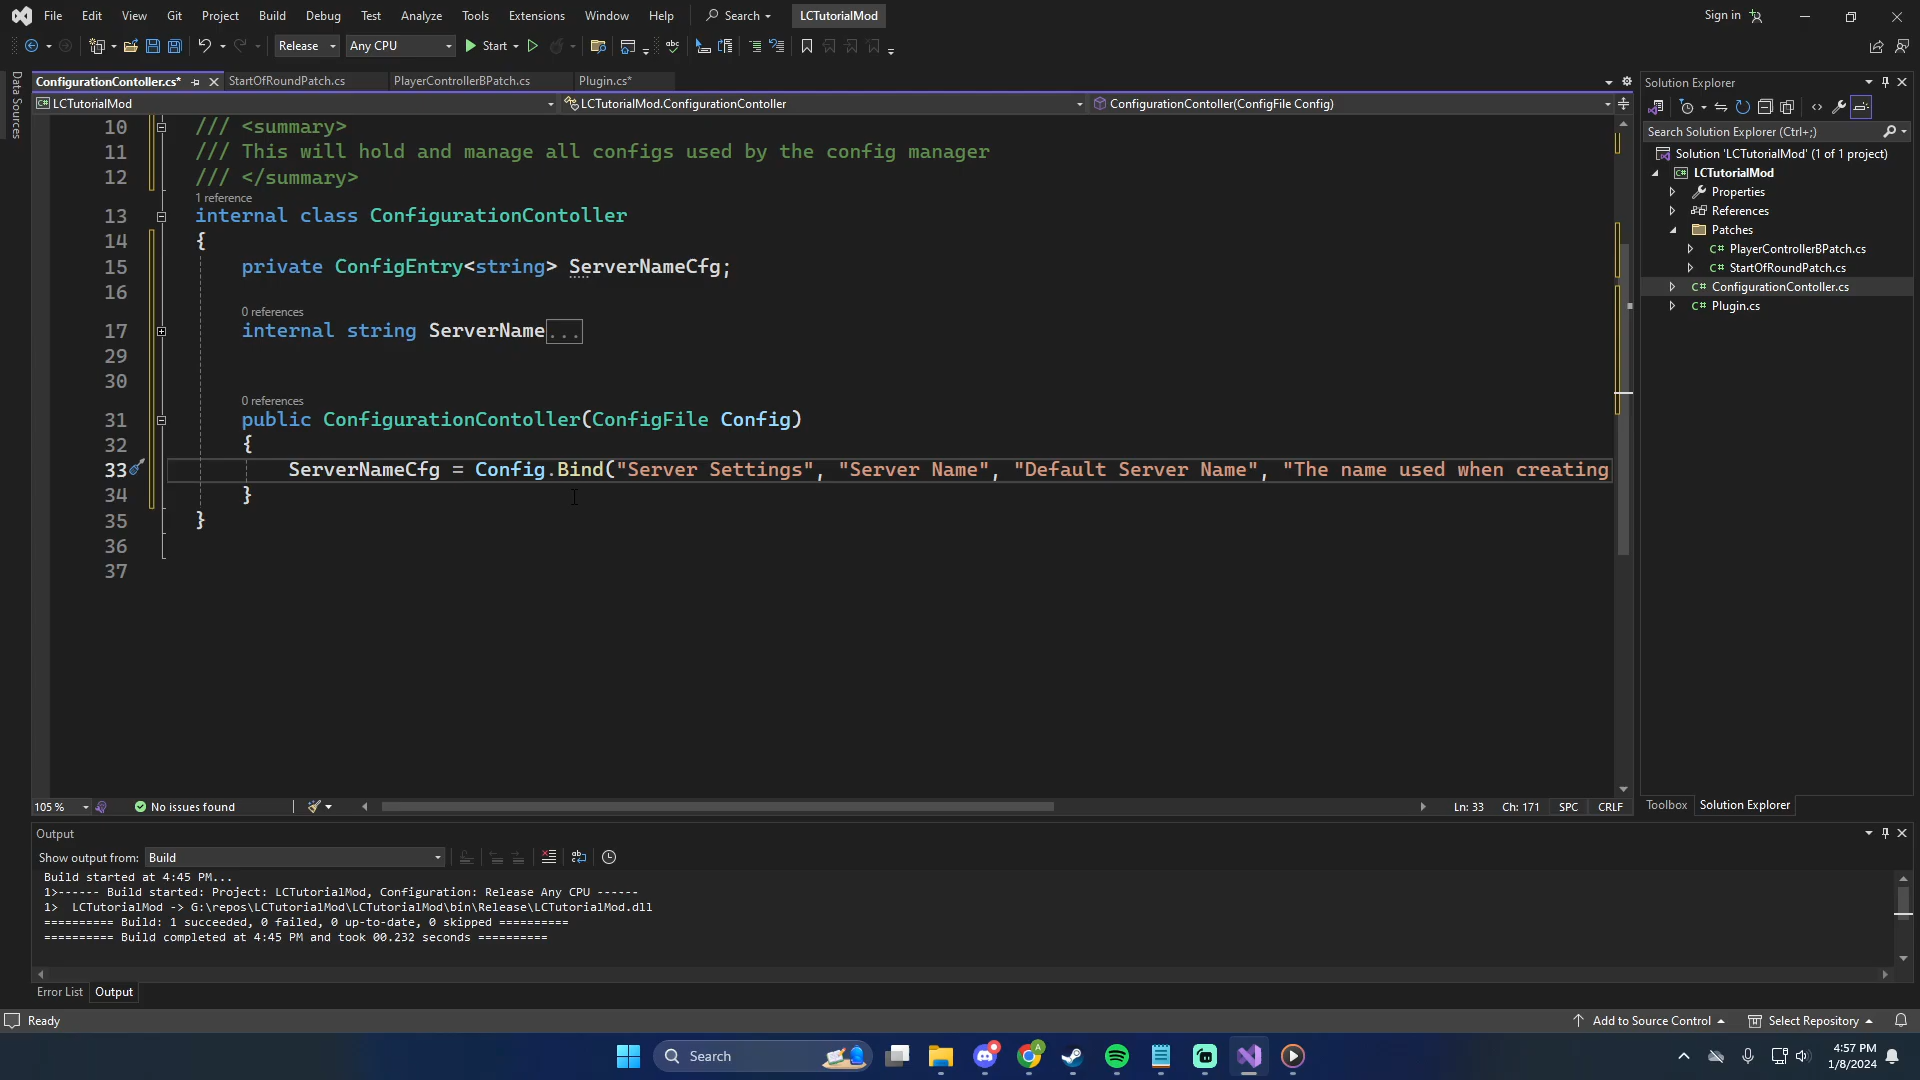 File Edit View Git Project Build Debug Test Analyze Tools Extensions Window Help Search LCTutorialMod Sign in
Release Any CPU Start
Data Sources
ConfigurationContoller.cs* StartOfRoundPatch.cs PlayerControllerBPatch.cs Plugin.cs*
LCTutorialMod LCTutorialMod.ConfigurationContoller ConfigurationContoller(ConfigFile Config)
10 /// <summary>
11 /// This will hold and manage all configs used by the config manager
12 /// </summary>
1 reference
13 internal class ConfigurationContoller
14 {
15 private ConfigEntry<string> ServerNameCfg;
16
0 references
17 internal string ServerName...
29
30
0 references
31 public ConfigurationContoller(ConfigFile Config)
32 {
33 ServerNameCfg = Config.Bind("Server Settings", "Server Name", "Default Server Name", "The name used when creating
34 }
35 }
36
37
105 % No issues found Ln: 33 Ch: 171 SPC CRLF
Solution Explorer
Search Solution Explorer (Ctrl+;)
Solution 'LCTutorialMod' (1 of 1 project)
LCTutorialMod
Properties
References
Patches
C# PlayerControllerBPatch.cs
C# StartOfRoundPatch.cs
C# ConfigurationContoller.cs
C# Plugin.cs
Toolbox Solution Explorer
Output
Show output from: Build
Build started at 4:45 PM...
1>------ Build started: Project: LCTutorialMod, Configuration: Release Any CPU ------
1> LCTutorialMod -> G:\repos\LCTutorialMod\LCTutorialMod\bin\Release\LCTutorialMod.dll
========== Build: 1 succeeded, 0 failed, 0 up-to-date, 0 skipped ==========
========== Build completed at 4:45 PM and took 00.232 seconds ==========
Error List Output
Ready Add to Source Control Select Repository
Search 4:57 PM
1/8/2024